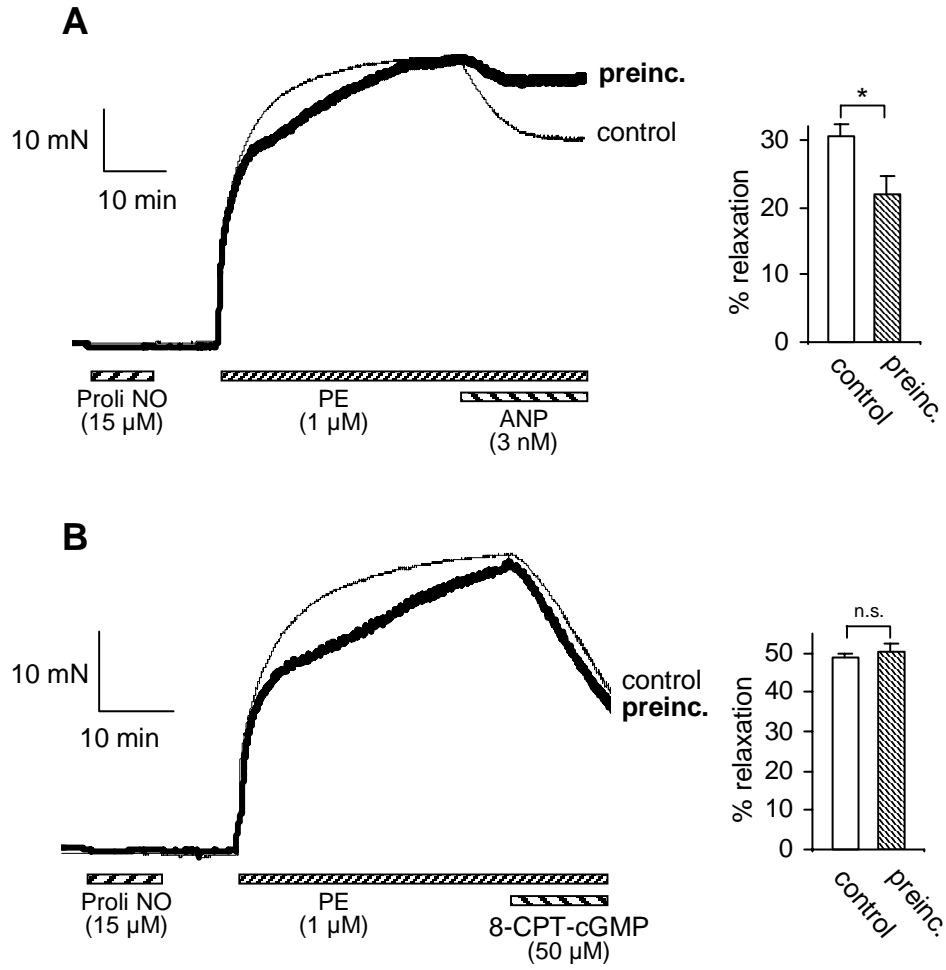 A
preinc.
control
10 mN
10 min
Proli NO
(15 µM)
PE
(1 µM)
ANP
(3 nM)
% relaxation
30
20
10
0
*
control
preinc.
B
control
preinc.
10 mN
10 min
Proli NO
(15 µM)
PE
(1 µM)
8-CPT-cGMP
(50 µM)
% relaxation
50
40
30
20
10
0
n.s.
control
preinc.